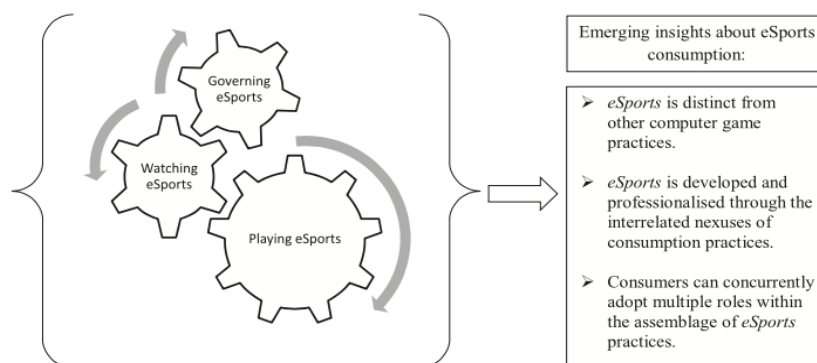 Governing
eSports
Watching
eSports
Playing eSports
Emerging insights about eSports
consumption:
➢ eSports is distinct from
other computer game
practices.
➢ eSports is developed and
professionalised through the
interrelated nexuses of
consumption practices.
➢ Consumers can concurrently
adopt multiple roles within
the assemblage of eSports
practices.